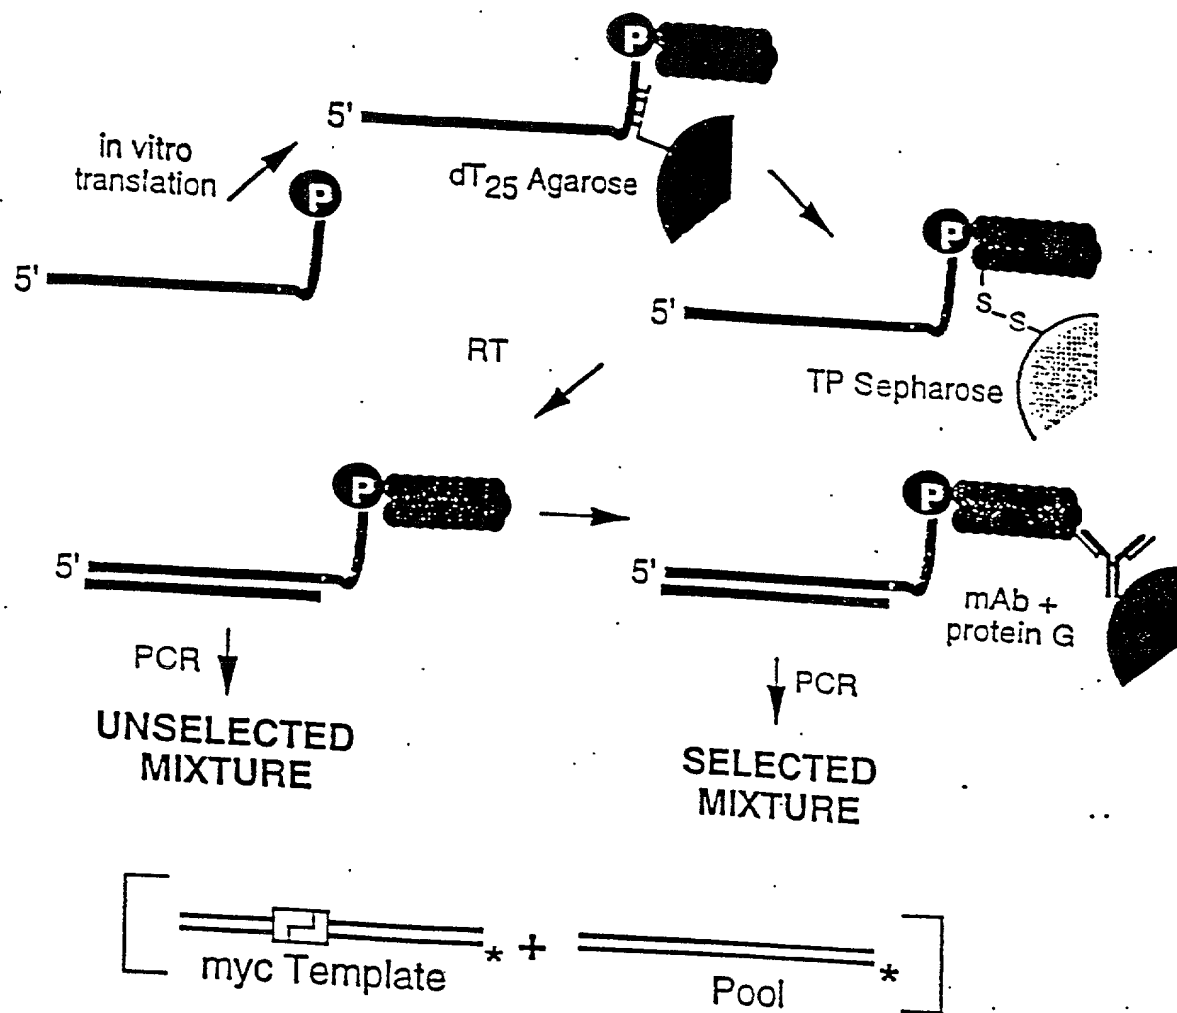 P
5'
in vitro
translation
P
dT25 Agarose
5'
P
5'
S
S
TP Sepharose
RT
P
5'
P
5'
mAb +
protein G
PCR
UNSELECTED
MIXTURE
PCR
SELECTED
MIXTURE
myc Template
* +
Pool
*